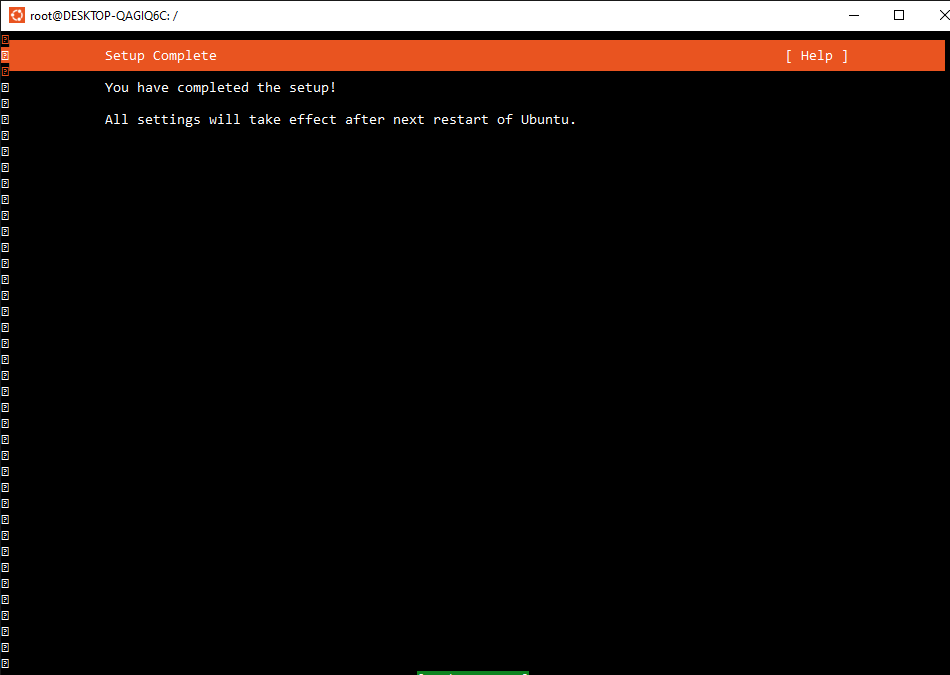 root@DESKTOP-QAGIQ6C: /
Setup Complete [ Help ]
You have completed the setup!
All settings will take effect after next restart of Ubuntu.